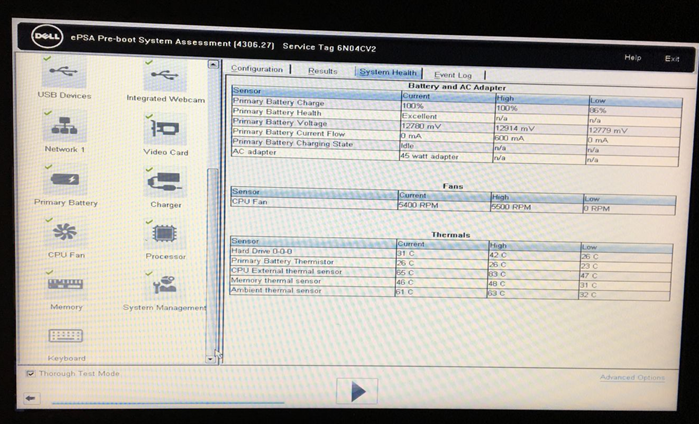 DELL ePSA Pre-boot System Assessment (4306.27) Service Tag 6N04CV2
Help Exit
Configuration Results System Health Event Log
USB Devices Integrated Webcam
Network 1 Video Card
Primary Battery Charger
CPU Fan Processor
Memory System Management
Keyboard
Battery and AC Adapter
Sensor Current High Low
Primary Battery Charge 100% 100% 86%
Primary Battery Health Excellent n/a n/a
Primary Battery Voltage 12780 mV 12914 mV 12779 mV
Primary Battery Current Flow 0 mA 600 mA 0 mA
Primary Battery Charging State Idle n/a n/a
AC adapter 45 watt adapter n/a n/a
Fans
Sensor Current High Low
CPU Fan 5400 RPM 5500 RPM 0 RPM
Thermals
Sensor Current High Low
Hard Drive 0-0-0 31 C 42 C 26 C
Primary Battery Thermistor 26 C 26 C 23 C
CPU External thermal sensor 65 C 83 C 47 C
Memory thermal sensor 46 C 48 C 31 C
Ambient thermal sensor 61 C 63 C 32 C
Thorough Test Mode
Advanced Options